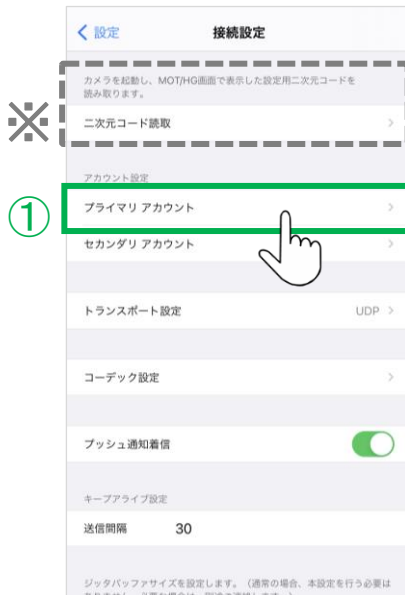 設定
接続設定
カメラを起動し、MOT/HG画面で表示した設定用二次元コードを
読み取ります。
※
二次元コード読取
アカウント設定
①
プライマリ アカウント
セカンダリ アカウント
トランスポート設定 UDP
コーデック設定
プッシュ通知着信
キープアライブ設定
送信間隔 30
ジッタバッファサイズを設定します。（通常の場合、本設定を行う必要は